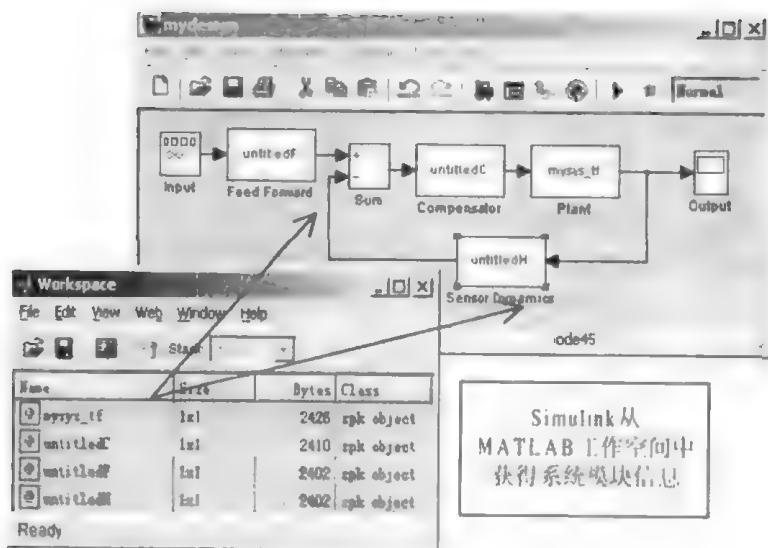 mydemo
Normal
untitledF
untitledC
mysys_tf
Input
Feed Forward
Sum
Compensator
Plant
Output
untitledH
Sensor Dynamics
ode45
Workspace
File Edit View Web Window Help
Stack
Name Size Bytes Class
mysys_tf 1x1 2426 zpk object
untitledC 1x1 2410 zpk object
untitledF 1x1 2402 zpk object
untitledH 1x1 2402 zpk object
Ready
Simulink从
MATLAB工作空间中
获得系统模块信息